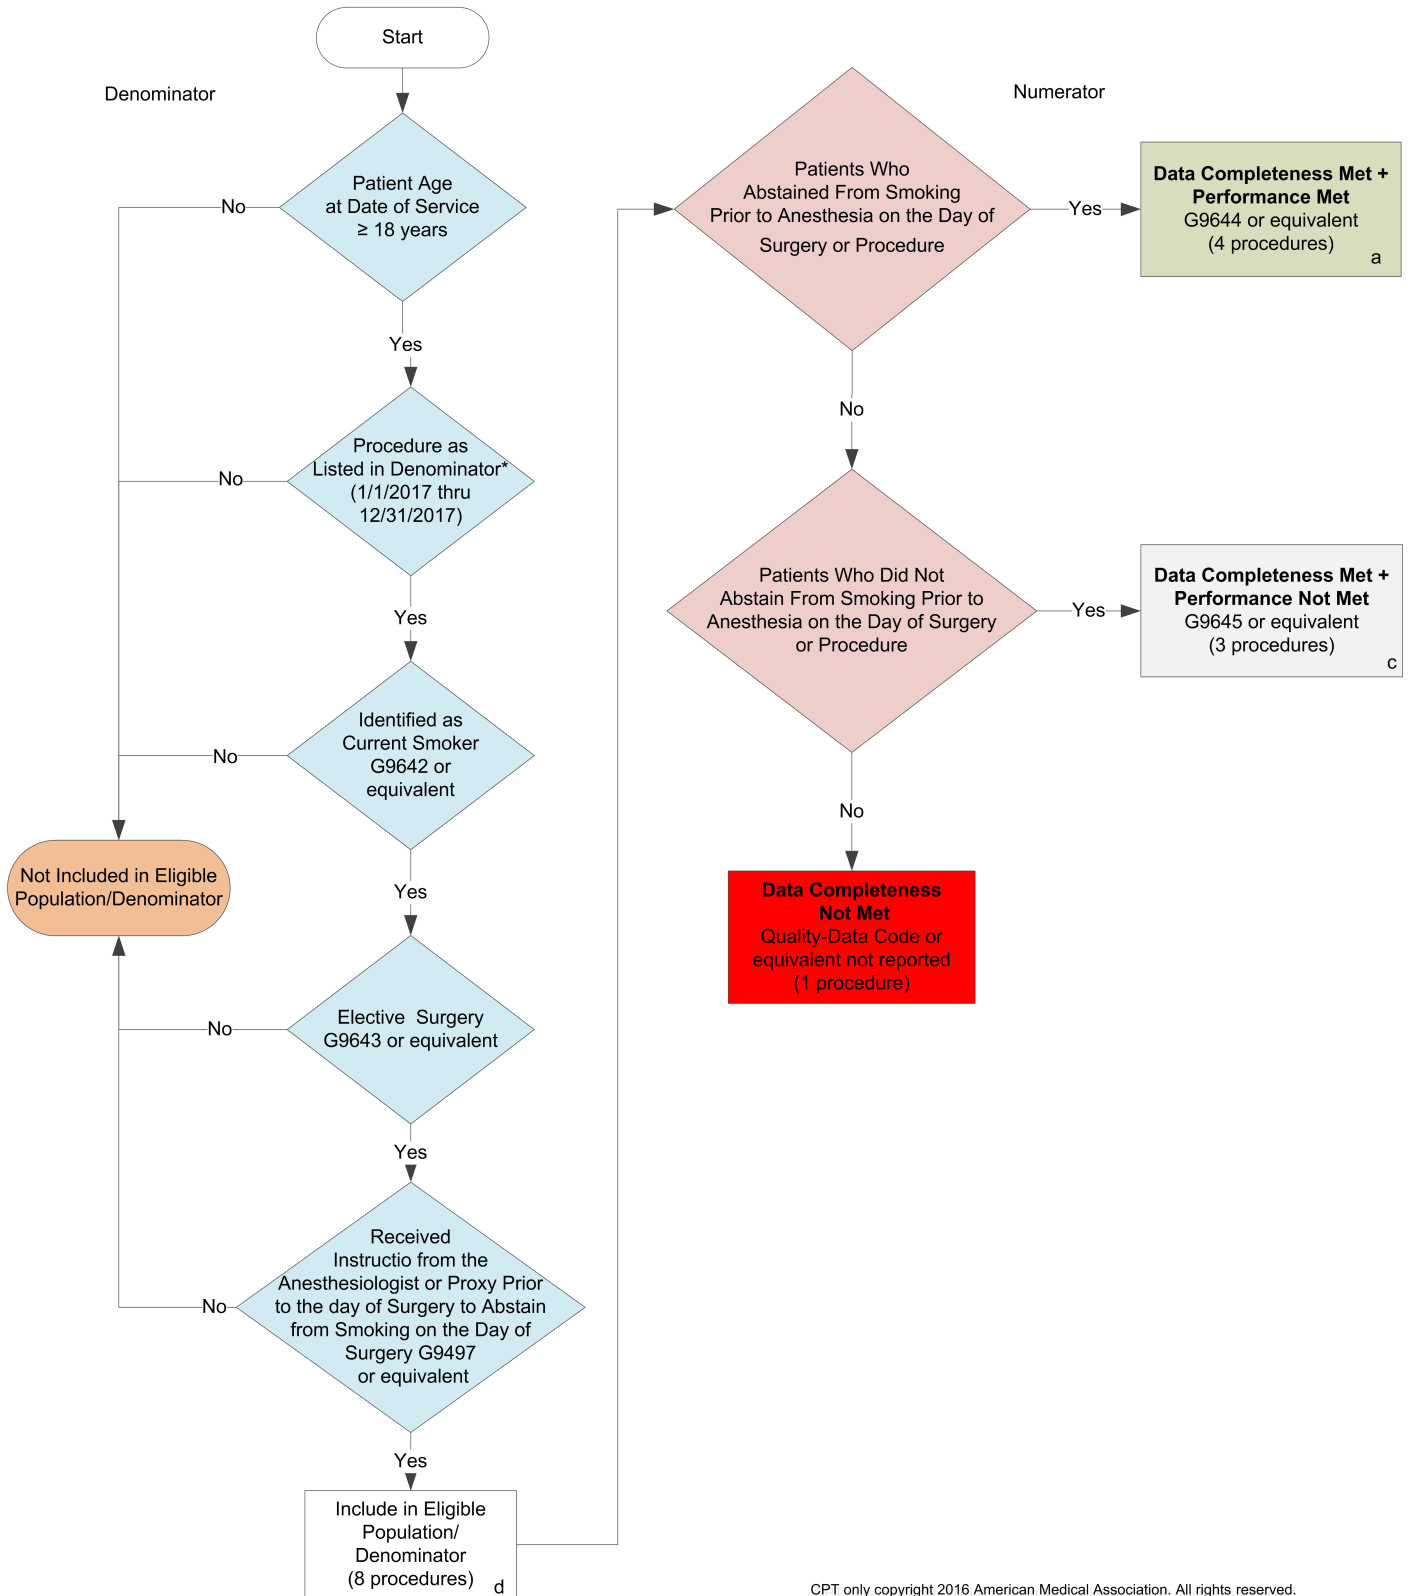 Start
Denominator
Patient Age
at Date of Service
≥ 18 years
No
Yes
Procedure as
Listed in Denominator*
(1/1/2017 thru
12/31/2017)
No
Yes
Identified as
Current Smoker
G9642 or
equivalent
No
Yes
Not Included in Eligible
Population/Denominator
Elective Surgery
G9643 or equivalent
No
Yes
Received
Instructio from the
Anesthesiologist or Proxy Prior
to the day of Surgery to Abstain
from Smoking on the Day of
Surgery G9497
or equivalent
No
Yes
Include in Eligible
Population/
Denominator
(8 procedures)
d
Numerator
Patients Who
Abstained From Smoking
Prior to Anesthesia on the Day of
Surgery or Procedure
Yes
Data Completeness Met +
Performance Met
G9644 or equivalent
(4 procedures)
a
No
Patients Who Did Not
Abstain From Smoking Prior to
Anesthesia on the Day of Surgery
or Procedure
Yes
Data Completeness Met +
Performance Not Met
G9645 or equivalent
(3 procedures)
c
No
Data Completeness
Not Met
Quality-Data Code or
equivalent not reported
(1 procedure)
CPT only copyright 2016 American Medical Association. All rights reserved.